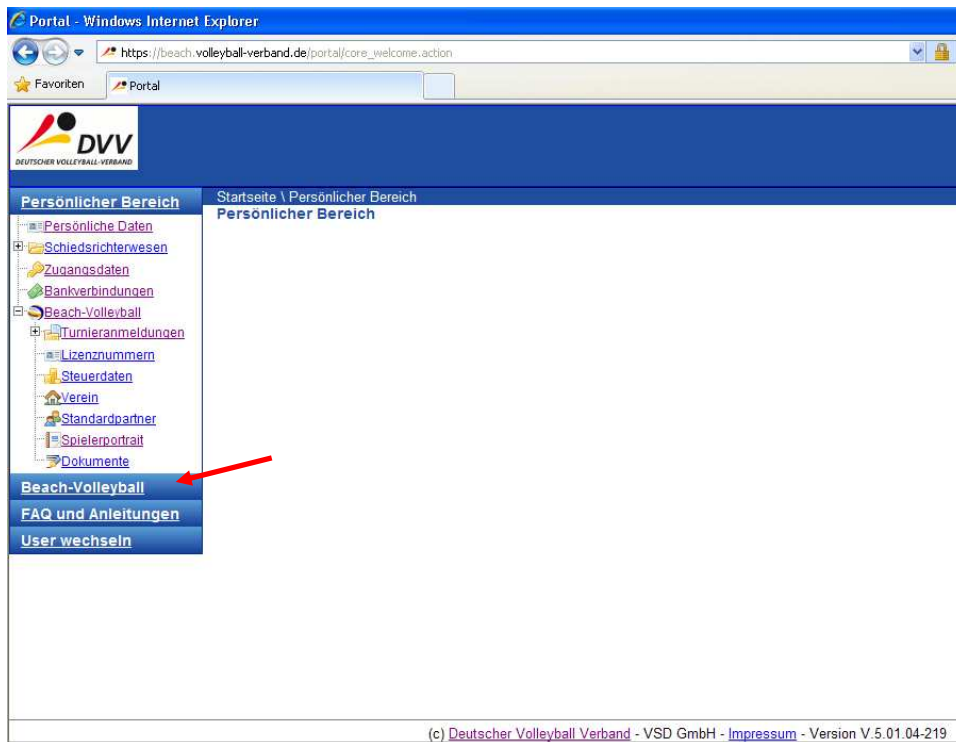 Portal - Windows Internet Explorer
https://beach.volleyball-verband.de/portal/core_welcome.action
Favoriten
Portal
DVV
DEUTSCHER VOLLEYBALL-VERBAND
Persönlicher Bereich
Startseite \ Persönlicher Bereich
Persönlicher Bereich
Persönliche Daten
Schiedsrichterwesen
Zugangsdaten
Bankverbindungen
Beach-Volleyball
Turnieranmeldungen
Lizenznummern
Steuerdaten
Verein
Standardpartner
Spielerportrait
Dokumente
Beach-Volleyball
FAQ und Anleitungen
User wechseln
(c) Deutscher Volleyball Verband - VSD GmbH - Impressum - Version V.5.01.04-219